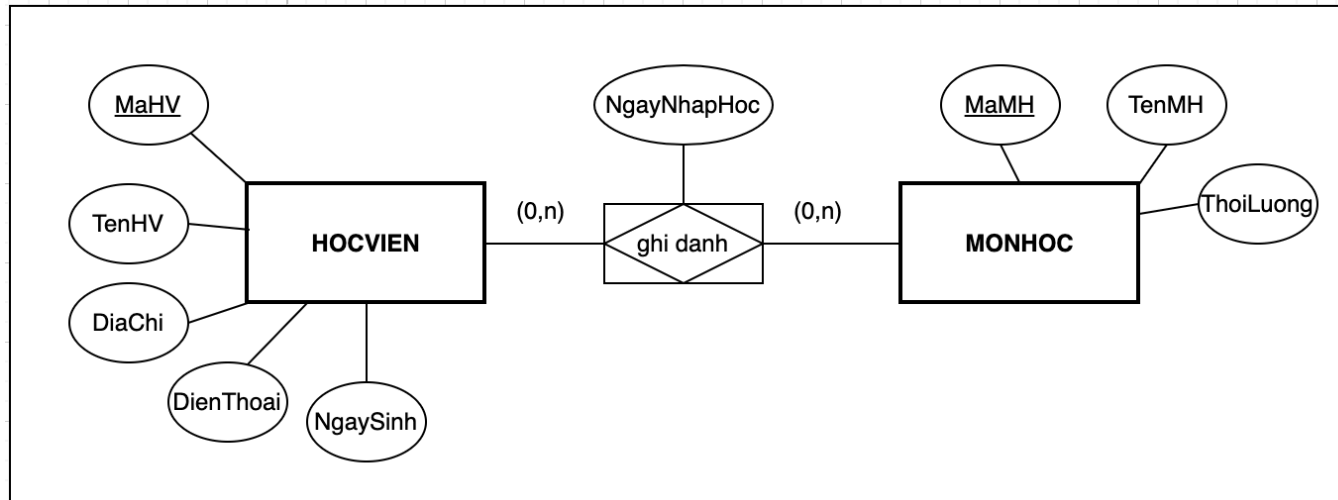 MaHV
NgayNhapHoc
MaMH
TenMH
TenHV
ThoiLuong
(0,n)
(0,n)
HOCVIEN
ghi danh
MONHOC
DiaChi
DienThoai
NgaySinh